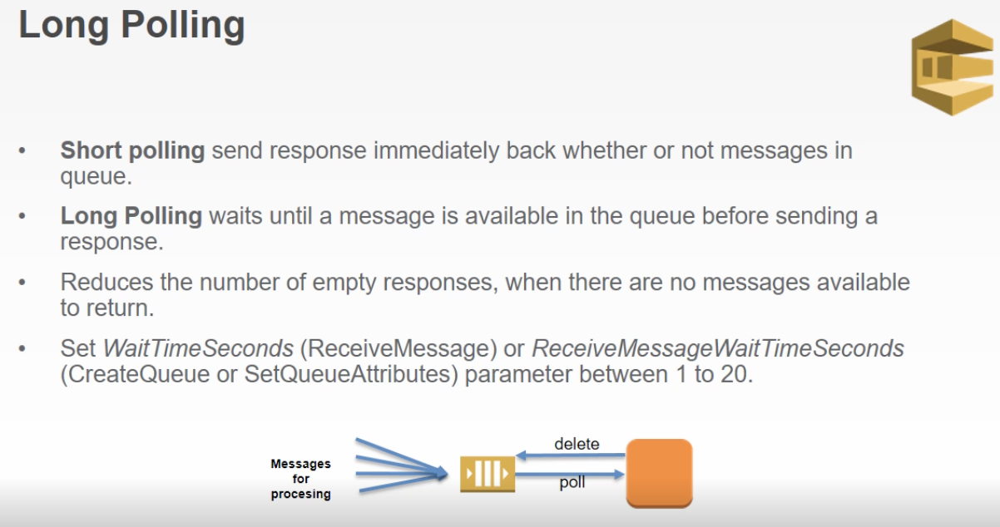 Long Polling
• Short polling send response immediately back whether or not messages in
queue.
• Long Polling waits until a message is available in the queue before sending a
response.
• Reduces the number of empty responses, when there are no messages available
to return.
• Set WaitTimeSeconds (ReceiveMessage) or ReceiveMessageWaitTimeSeconds
(CreateQueue or SetQueueAttributes) parameter between 1 to 20.
Messages
for
procesing
delete
poll